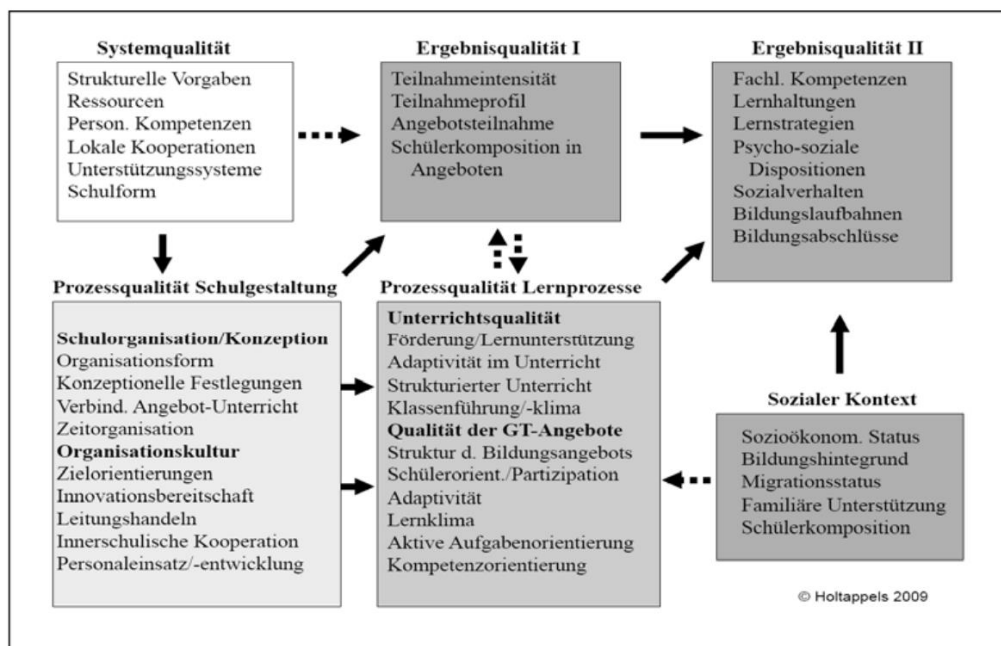 Systemqualität
Strukturelle Vorgaben
Ressourcen
Person. Kompetenzen
Lokale Kooperationen
Unterstützungssysteme
Schulform
Ergebnisqualität I
Teilnahmeintensität
Teilnahmeprofil
Angebotsteilnahme
Schülerkomposition in
Angeboten
Ergebnisqualität II
Fachl. Kompetenzen
Lernhaltungen
Lernstrategien
Psycho-soziale
Dispositionen
Sozialverhalten
Bildungslaufbahnen
Bildungsabschlüsse
Prozessqualität Schulgestaltung
Schulorganisation/Konzeption
Organisationsform
Konzeptionelle Festlegungen
Verbind. Angebot-Unterricht
Zeitorganisation
Organisationskultur
Zielorientierungen
Innovationsbereitschaft
Leitungshandeln
Innerschulische Kooperation
Personaleinsatz/-entwicklung
Prozessqualität Lernprozesse
Unterrichtsqualität
Förderung/Lernunterstützung
Adaptivität im Unterricht
Strukturierter Unterricht
Klassenführung/-klima
Qualität der GT-Angebote
Struktur d. Bildungsangebots
Schülerorient./Partizipation
Adaptivität
Lernklima
Aktive Aufgabenorientierung
Kompetenzorientierung
Sozialer Kontext
Sozioökonom. Status
Bildungshintegrund
Migrationsstatus
Familiäre Unterstützung
Schülerkomposition
© Holtappels 2009